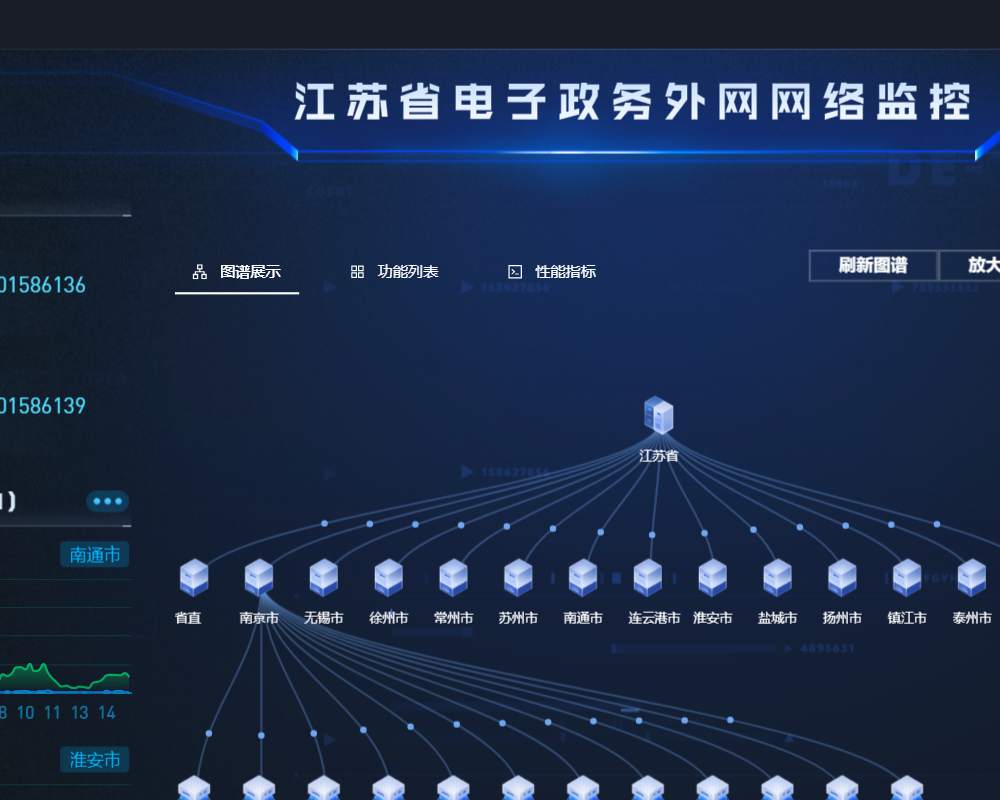 江苏省电子政务外网网络监控
图谱展示
功能列表
性能指标
刷新图谱
放大
01586136
158627856
01586139
158627856
江苏省
)
南通市
省直
南京市
无锡市
徐州市
常州市
苏州市
南通市
连云港市
淮安市
盐城市
扬州市
镇江市
泰州市
4895631
8 10 11 13 14
淮安市